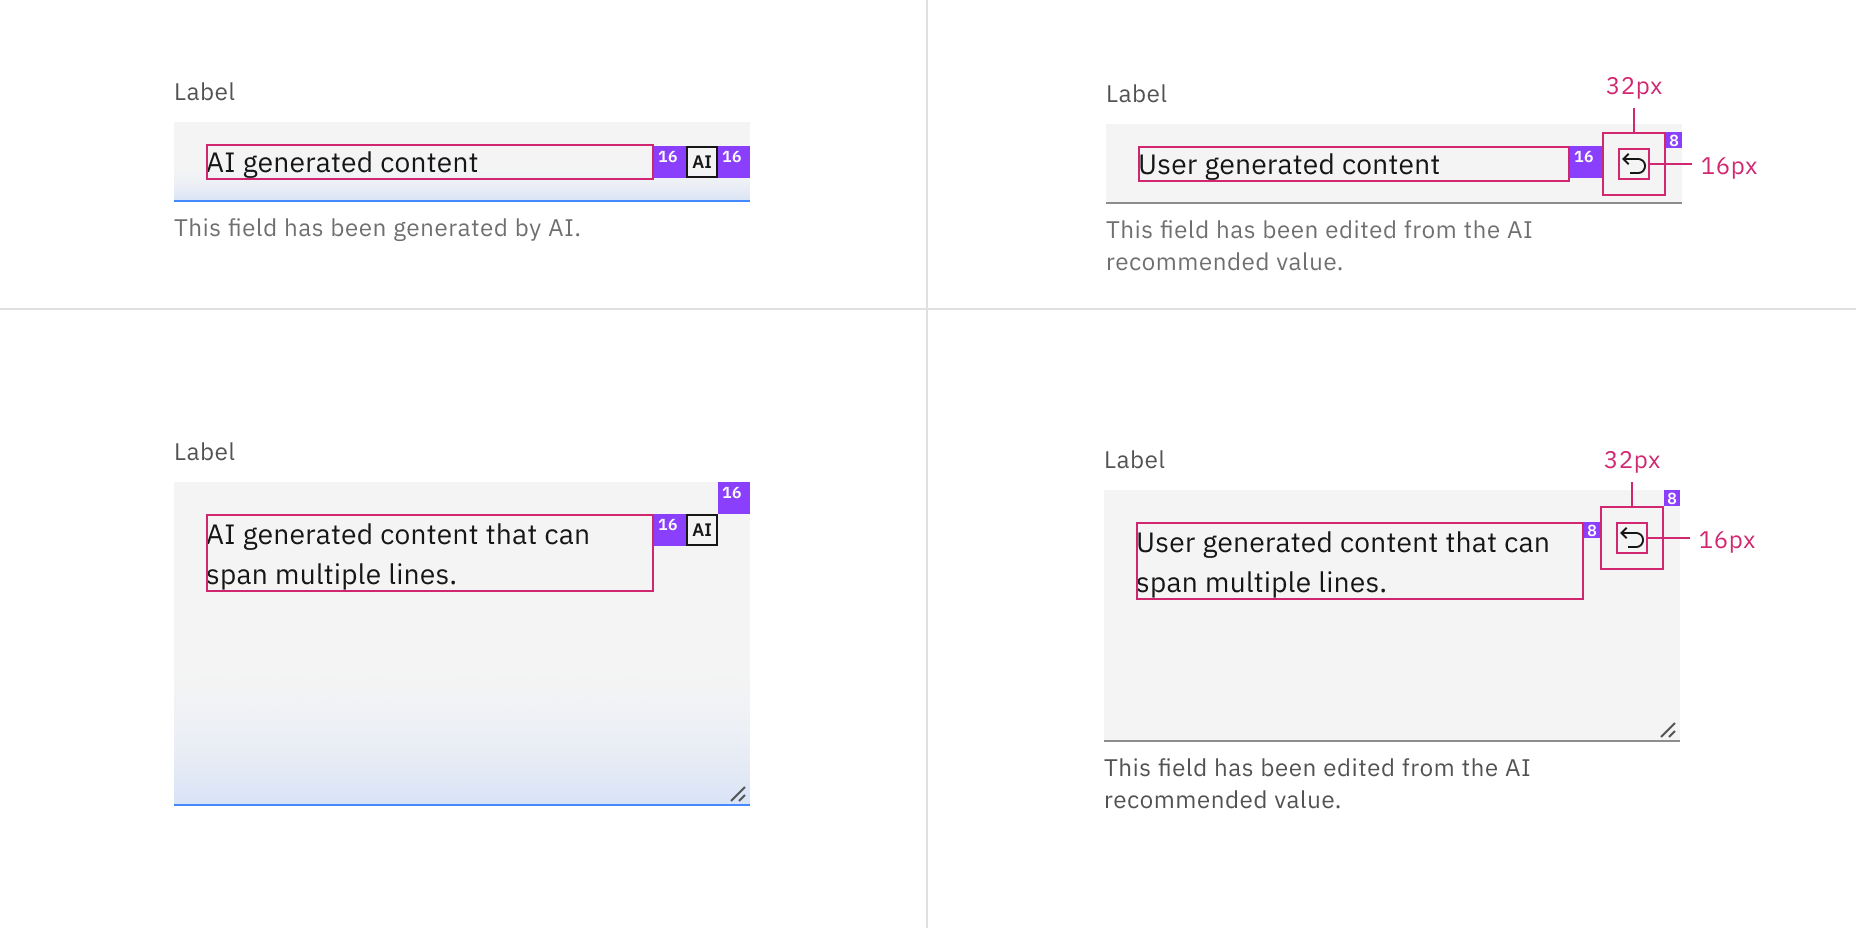 Label
AI generated content
16
AI
16
This field has been generated by AI.
32px
Label
User generated content
16
8
16px
This field has been edited from the AI
recommended value.
Label
16
AI generated content that can
span multiple lines.
16
AI
32px
Label
8
User generated content that can
span multiple lines.
8
16px
This field has been edited from the AI
recommended value.